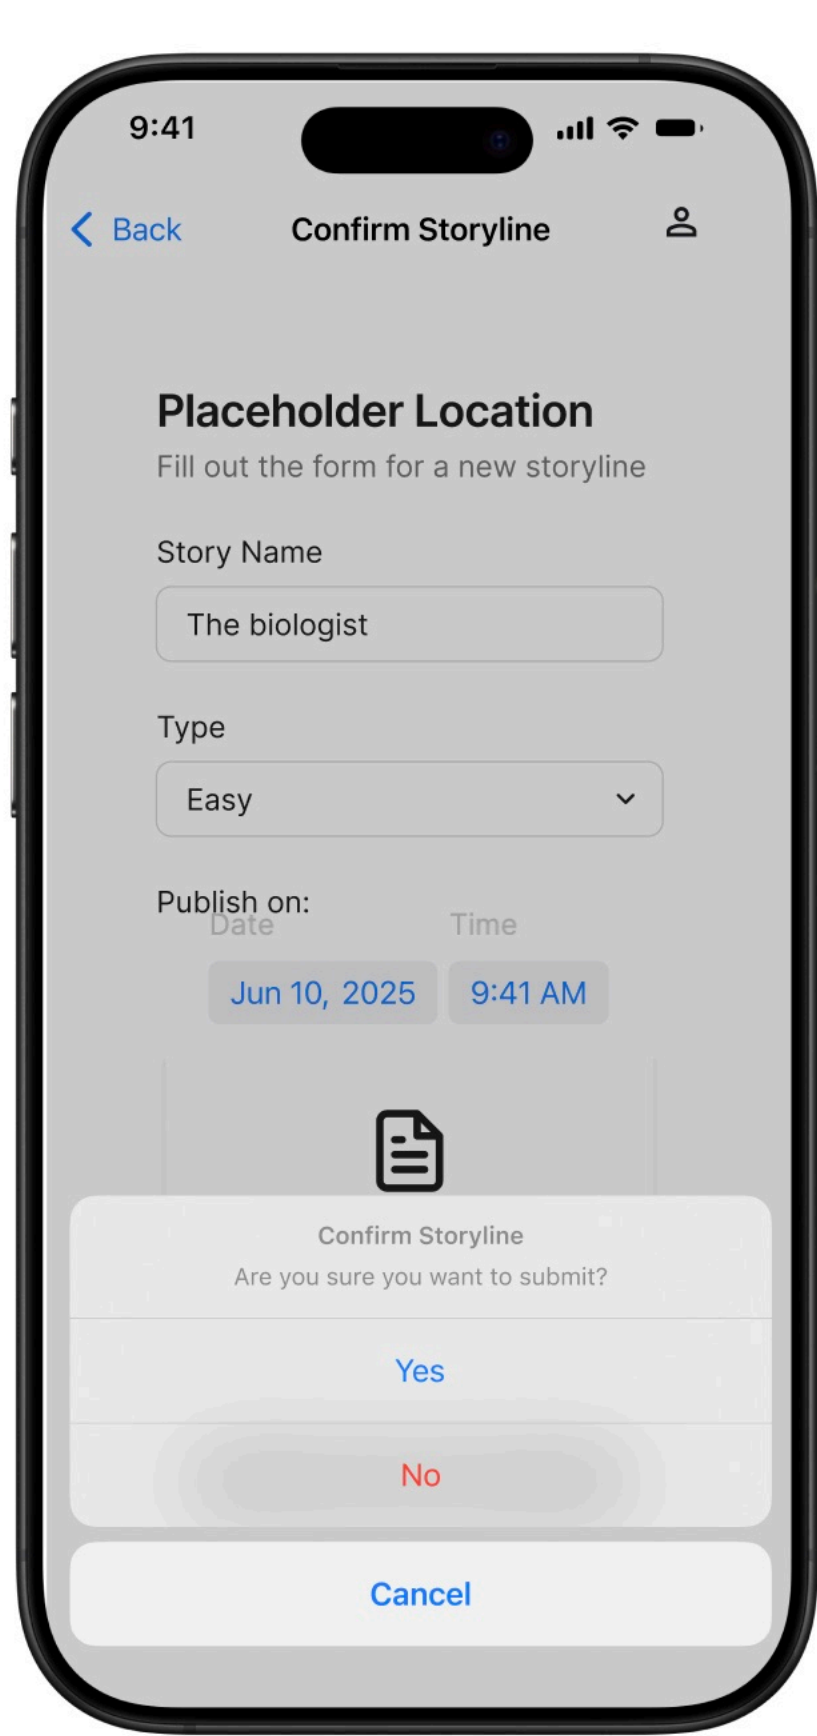 9:41
Back Confirm Storyline
Placeholder Location
Fill out the form for a new storyline
Story Name
The biologist
Type
Easy
Publish on:
Date Time
Jun 10, 2025 9:41 AM
Confirm Storyline
Are you sure you want to submit?
Yes
No
Cancel